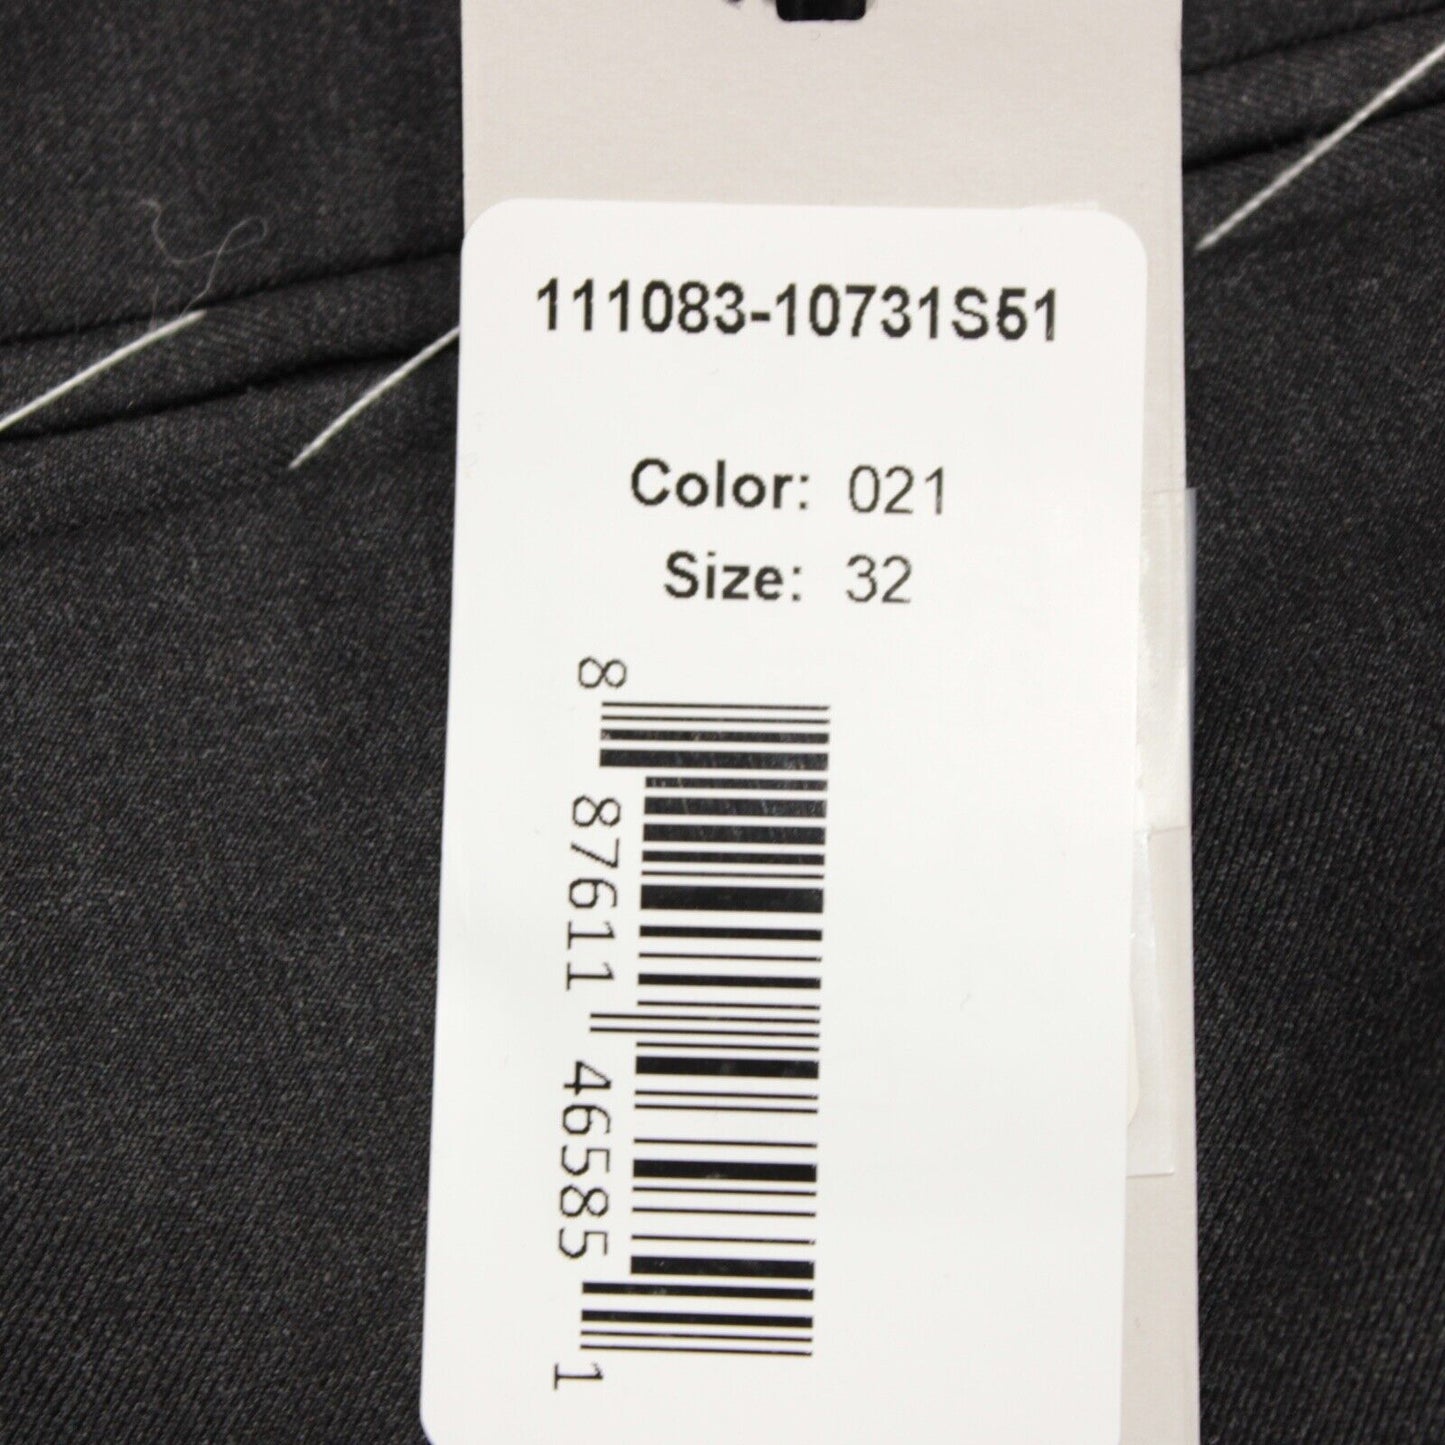 111083-10731S51
Color: 021
Size: 32
8 87611 46585 1